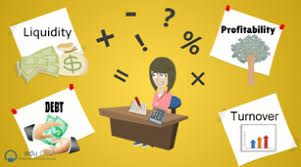 Liquidity
Profitability
+
-
!
?
%
÷
=
×
$
DEBT
Turnover